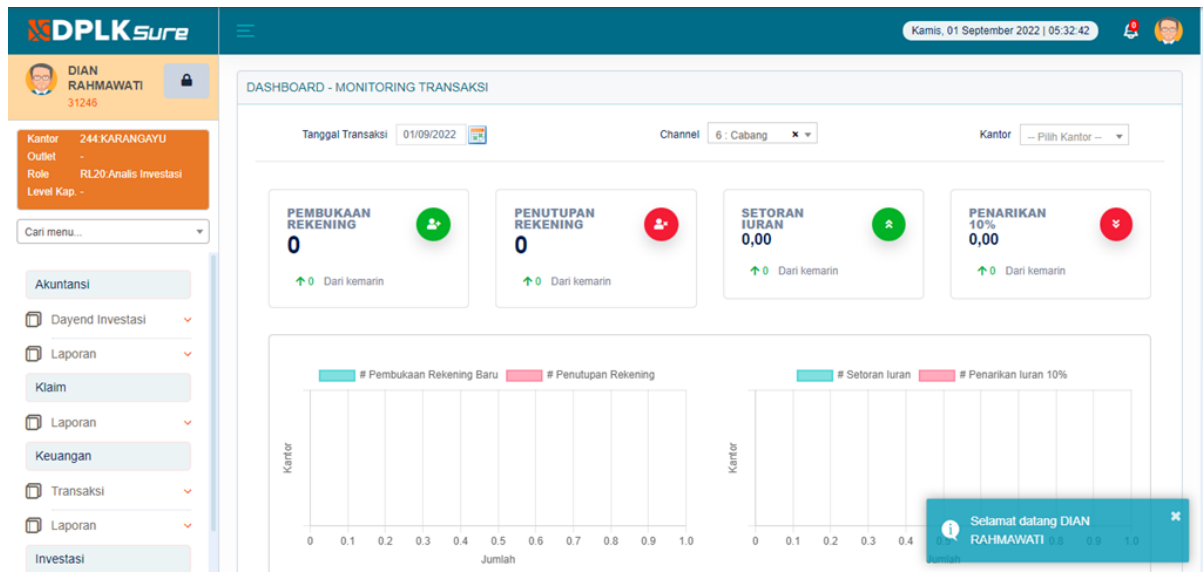 DPLKSure
Kamis, 01 September 2022 | 05:32:42
DIAN
RAHMAWATI
31246
Kantor 244:KARANGAYU
Outlet -
Role RL20:Analis Investasi
Level Kap. -
Cari menu...
Akuntansi
Dayend Investasi
Laporan
Klaim
Laporan
Keuangan
Transaksi
Laporan
Investasi
DASHBOARD - MONITORING TRANSAKSI
Tanggal Transaksi 01/09/2022 Channel 6 : Cabang × Kantor -- Pilih Kantor --
PEMBUKAAN
REKENING
0
0 Dari kemarin
PENUTUPAN
REKENING
0
0 Dari kemarin
SETORAN
IURAN
0,00
0 Dari kemarin
PENARIKAN
10%
0,00
0 Dari kemarin
# Pembukaan Rekening Baru # Penutupan Rekening
Kantor
0 0.1 0.2 0.3 0.4 0.5 0.6 0.7 0.8 0.9 1.0
Jumlah
# Setoran Iuran # Penarikan Iuran 10%
Kantor
0 0.1 0.2 0.3 0.4 0.5 0.8 0.9 1.0
Jumlah
Selamat datang DIAN
RAHMAWATI
×